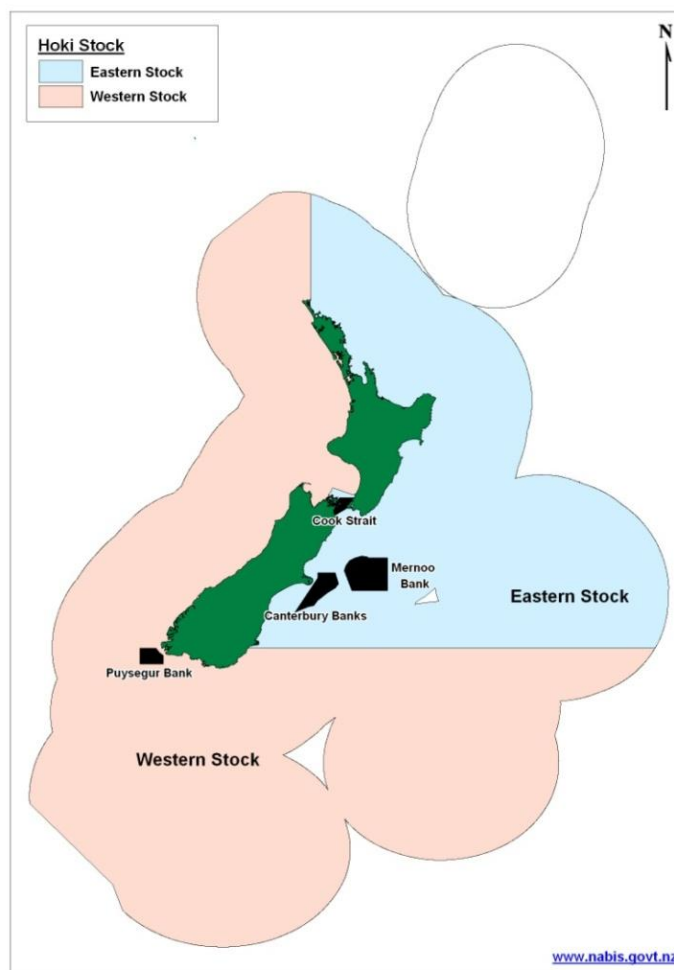 Hoki Stock
Eastern Stock
Western Stock
N
Cook Strait
Mernoo
Bank
Eastern Stock
Canterbury Banks
Puysegur Bank
Western Stock
www.nabis.govt.nz